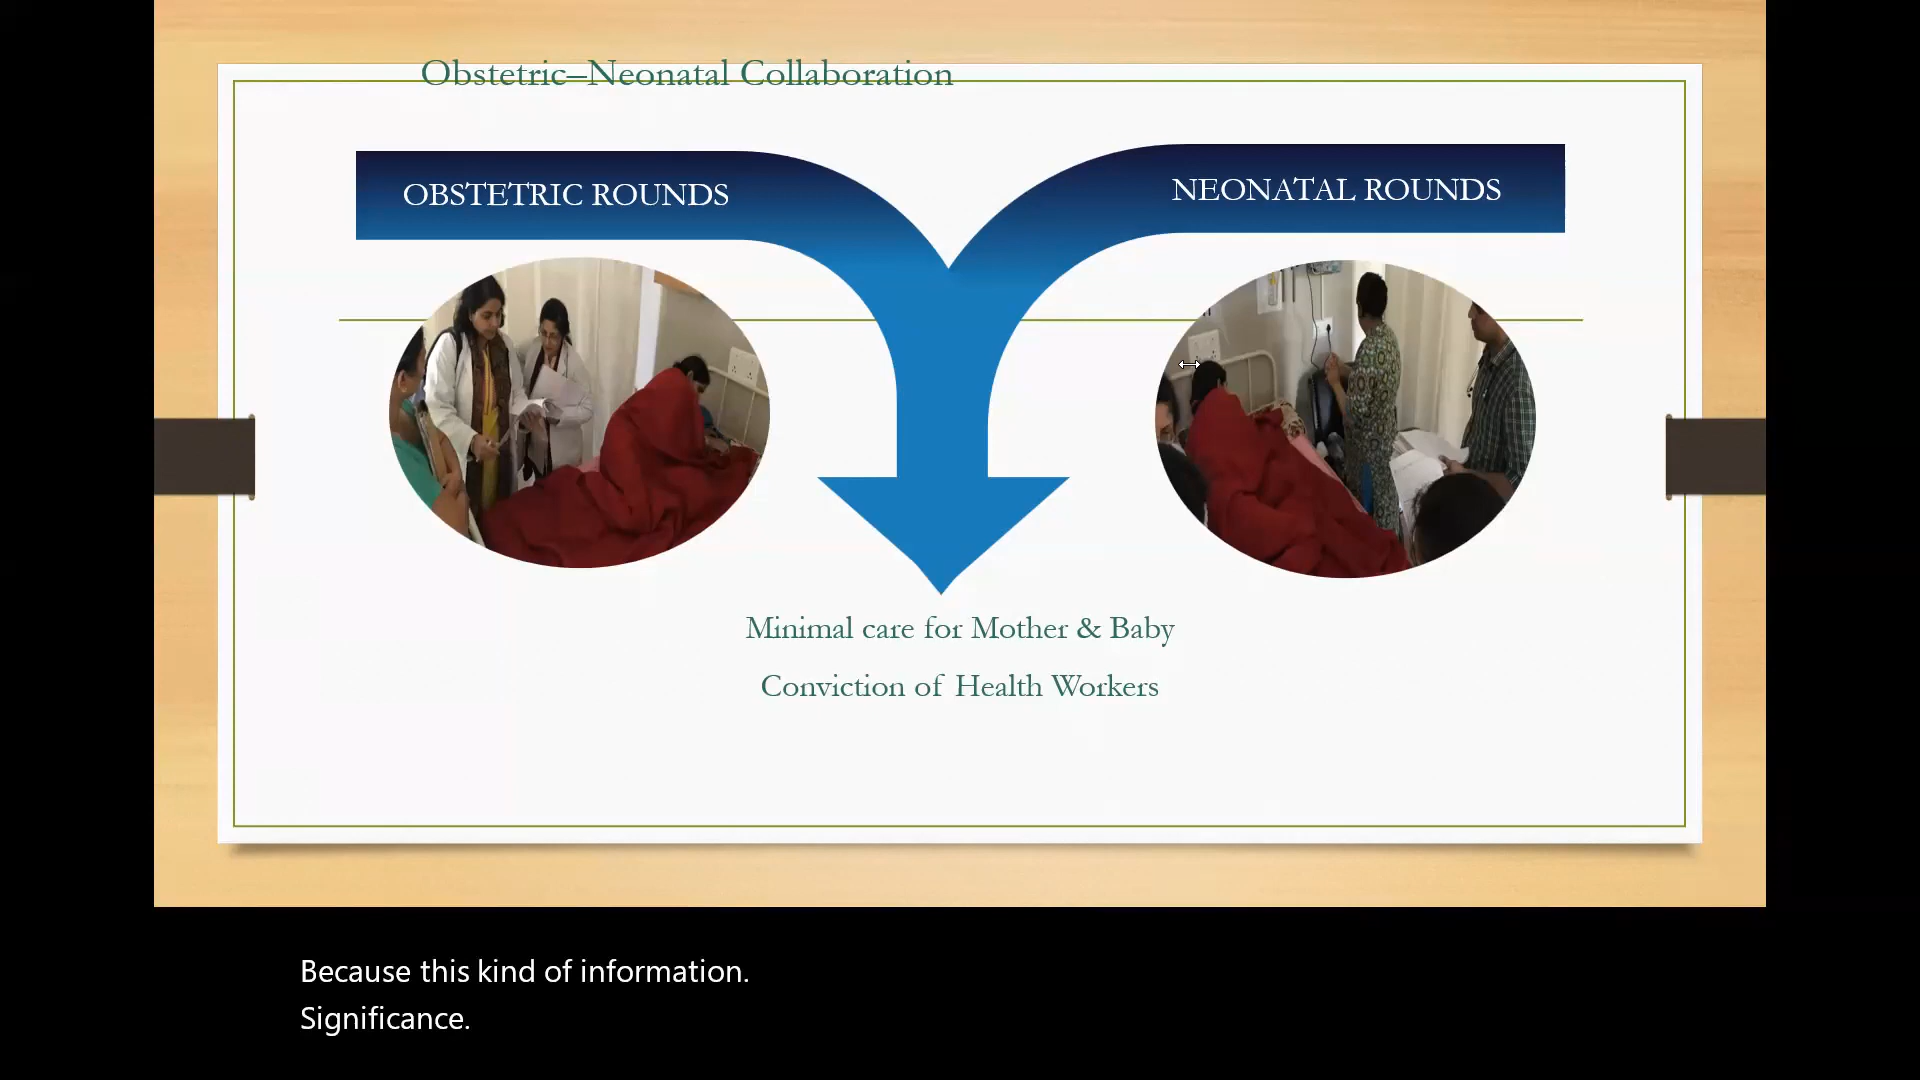 Obstetric–Neonatal Collaboration
OBSTETRIC ROUNDS
NEONATAL ROUNDS
Minimal care for Mother & Baby
Conviction of Health Workers
Because this kind of information.
Significance.